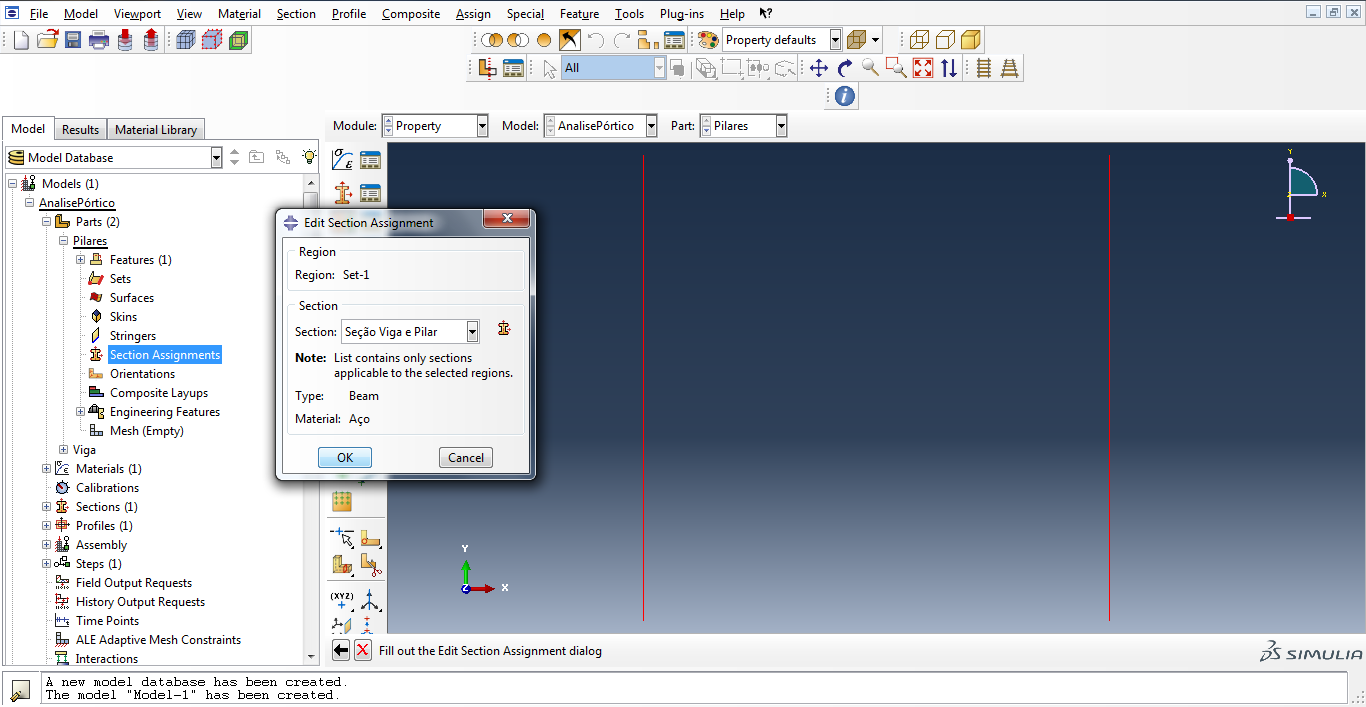 File Model Viewport View Material Section Profile Composite Assign Special Feature Tools Plug-ins Help
Property defaults
All
Model Results Material Library
Module: Property Model: AnalisePórtico Part: Pilares
Model Database
Models (1)
AnalisePórtico
Parts (2)
Pilares
Features (1)
Sets
Surfaces
Skins
Stringers
Section Assignments
Orientations
Composite Layups
Engineering Features
Mesh (Empty)
Viga
Materials (1)
Calibrations
Sections (1)
Profiles (1)
Assembly
Steps (1)
Field Output Requests
History Output Requests
Time Points
ALE Adaptive Mesh Constraints
Interactions
Edit Section Assignment
Region
Region: Set-1
Section
Section: Seção Viga e Pilar
Note: List contains only sections
applicable to the selected regions.
Type: Beam
Material: Aço
OK Cancel
(XYZ)
Y
X
Z
Y
X
Z
Fill out the Edit Section Assignment dialog
SIMULIA
A new model database has been created.
The model "Model-1" has been created.